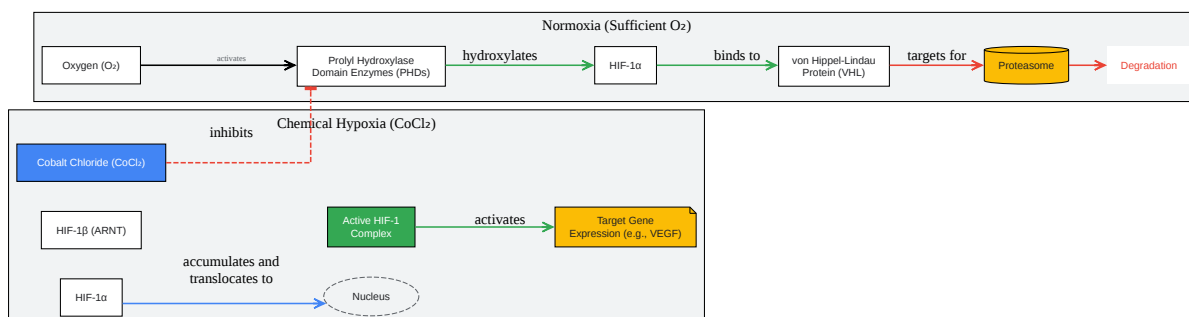 Normoxia (Sufficient O₂)
Oxygen (O₂)
activates
Prolyl Hydroxylase
Domain Enzymes (PHDs)
hydroxylates
HIF-1α
binds to
von Hippel-Lindau
Protein (VHL)
targets for
Proteasome
Degradation
Chemical Hypoxia (CoCl₂)
inhibits
Cobalt Chloride (CoCl₂)
HIF-1β (ARNT)
Active HIF-1
Complex
activates
Target Gene
Expression (e.g., VEGF)
accumulates and
translocates to
HIF-1α
Nucleus